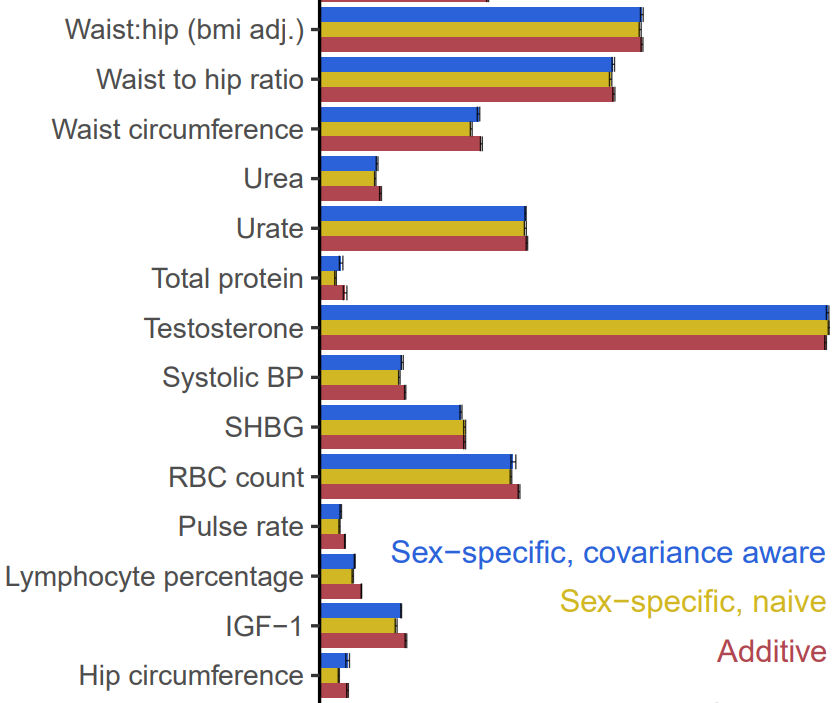 Waist:hip (bmi adj.)
Waist to hip ratio
Waist circumference
Urea
Urate
Total protein
Testosterone
Systolic BP
SHBG
RBC count
Pulse rate
Sex−specific, covariance aware
Lymphocyte percentage
Sex−specific, naive
IGF−1
Additive
Hip circumference